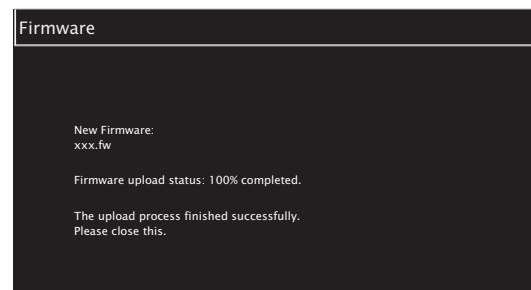 Firmware
New Firmware:
xxx.fw
Firmware upload status: 100% completed.
The upload process finished successfully.
Please close this.